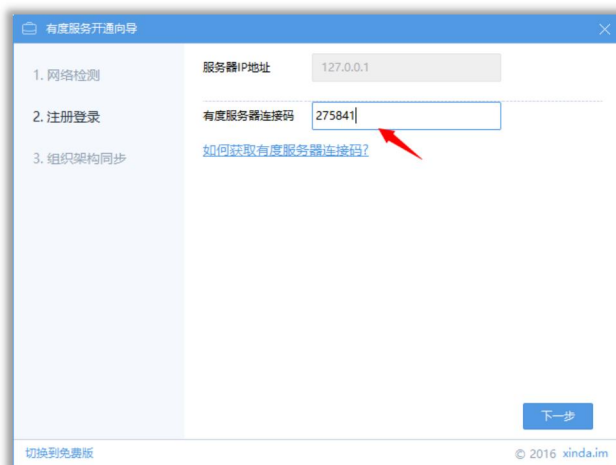 有度服务开通向导
1. 网络检测
2. 注册登录
3. 组织架构同步
服务器IP地址
127.0.0.1
有度服务器连接码
275841
如何获取有度服务器连接码?
下一步
切换到免费版
© 2016 xinda.im